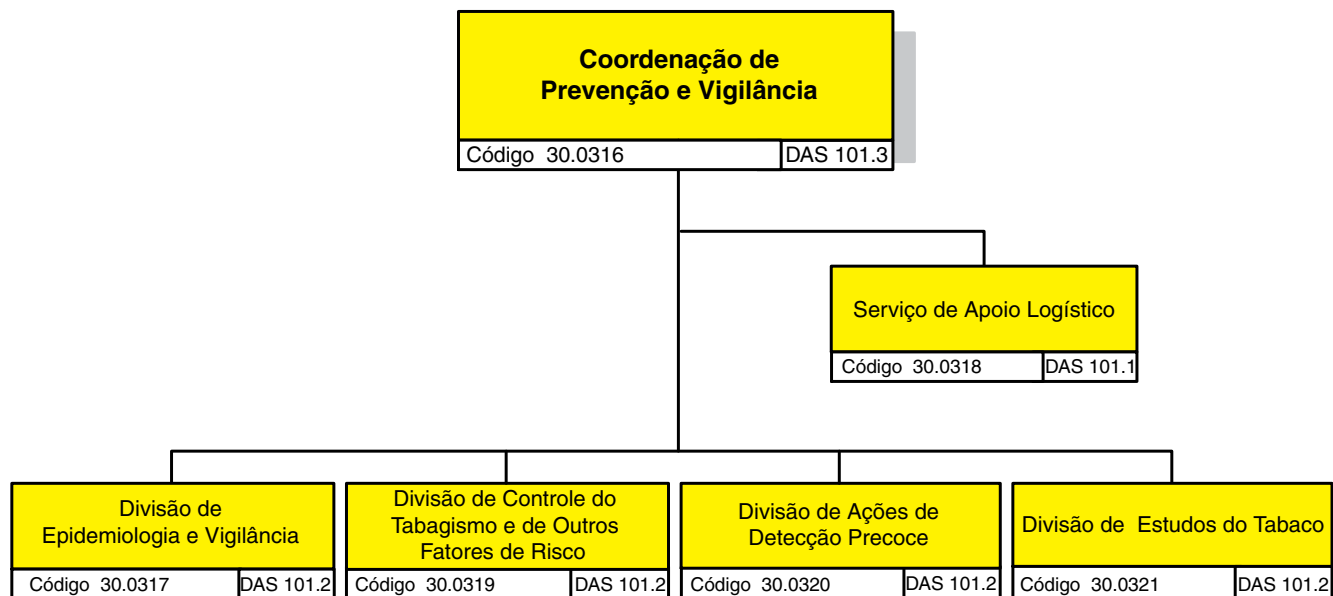 Coordenação de
Prevenção e Vigilância
Código 30.0316 DAS 101.3
Serviço de Apoio Logístico
Código 30.0318 DAS 101.1
Divisão de
Epidemiologia e Vigilância
Código 30.0317 DAS 101.2
Divisão de Controle do
Tabagismo e de Outros
Fatores de Risco
Código 30.0319 DAS 101.2
Divisão de Ações de
Detecção Precoce
Código 30.0320 DAS 101.2
Divisão de Estudos do Tabaco
Código 30.0321 DAS 101.2